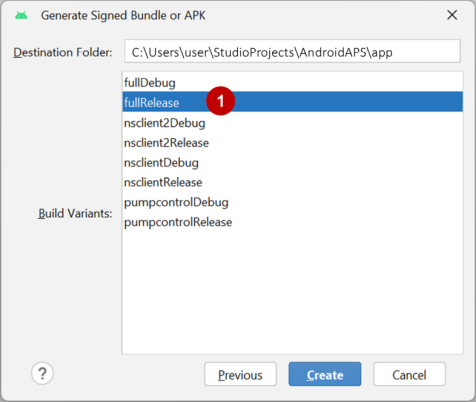 Generate Signed Bundle or APK
Destination Folder: C:\Users\user\StudioProjects\AndroidAPS\app
fullDebug
fullRelease 1
nsclient2Debug
nsclient2Release
nsclientDebug
nsclientRelease
Build Variants: pumpcontrolDebug
pumpcontrolRelease
? Previous Create Cancel